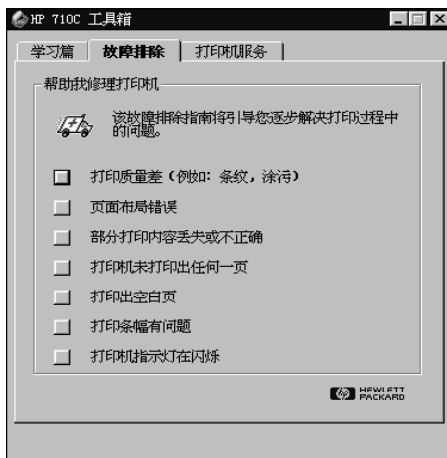 HP 710C 工具箱
学习篇
故障排除
打印机服务
帮助我修理打印机
该故障排除指南将引导您逐步解决打印过程中
的问题。
打印质量差（例如：条纹，涂污）
页面布局错误
部分打印内容丢失或不正确
打印机未打印出任何一页
打印出空白页
打印条幅有问题
打印机指示灯在闪烁
hp HEWLETT
PACKARD